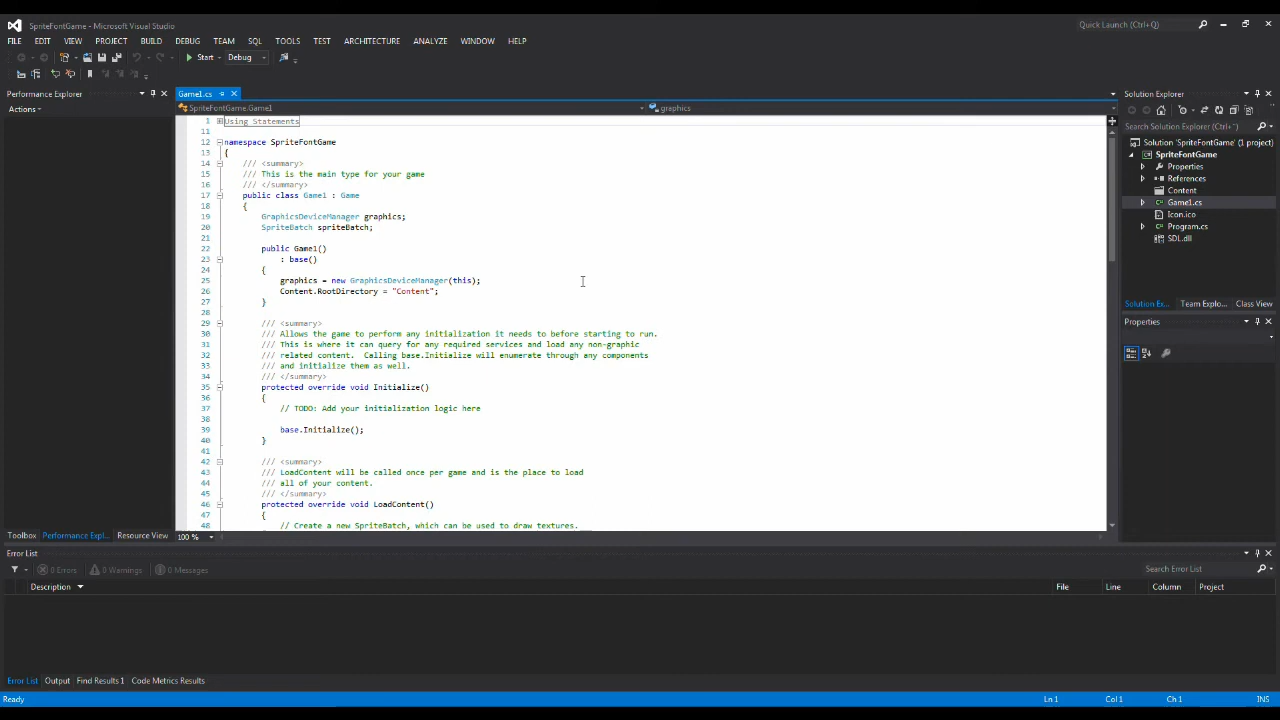 SpriteFontGame - Microsoft Visual Studio
Quick Launch (Ctrl+Q)
FILE EDIT VIEW PROJECT BUILD DEBUG TEAM SQL TOOLS TEST ARCHITECTURE ANALYZE WINDOW HELP
Start Debug
Performance Explorer
Actions
Game1.cs
SpriteFontGame.Game1
graphics
1 Using Statements
11
12 namespace SpriteFontGame
13 {
14 /// <summary>
15 /// This is the main type for your game
16 /// </summary>
17 public class Game1 : Game
18 {
19 GraphicsDeviceManager graphics;
20 SpriteBatch spriteBatch;
21
22 public Game1()
23 : base()
24 {
25 graphics = new GraphicsDeviceManager(this);
26 Content.RootDirectory = "Content";
27 }
28
29 /// <summary>
30 /// Allows the game to perform any initialization it needs to before starting to run.
31 /// This is where it can query for any required services and load any non-graphic
32 /// related content.  Calling base.Initialize will enumerate through any components
33 /// and initialize them as well.
34 /// </summary>
35 protected override void Initialize()
36 {
37 // TODO: Add your initialization logic here
38
39 base.Initialize();
40 }
41
42 /// <summary>
43 /// LoadContent will be called once per game and is the place to load
44 /// all of your content.
45 /// </summary>
46 protected override void LoadContent()
47 {
48 // Create a new SpriteBatch, which can be used to draw textures.
100 %
Toolbox Performance Expl... Resource View
Solution Explorer
Search Solution Explorer (Ctrl+')
Solution 'SpriteFontGame' (1 project)
SpriteFontGame
Properties
References
Content
Game1.cs
Icon.ico
Program.cs
SDL.dll
Solution Ex... Team Explo... Class View
Properties
Error List
0 Errors 0 Warnings 0 Messages
Search Error List
Description File Line Column Project
Error List Output Find Results 1 Code Metrics Results
Ready Ln 1 Col 1 Ch 1 INS